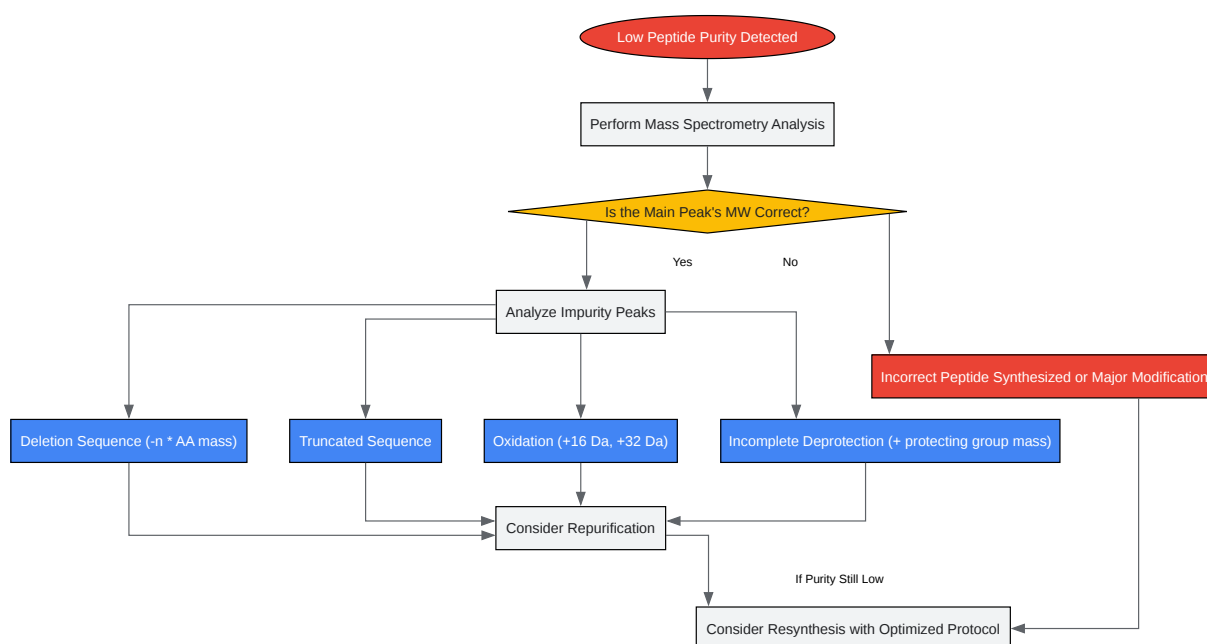 Low Peptide Purity Detected
Perform Mass Spectrometry Analysis
Is the Main Peak's MW Correct?
Yes
No
Analyze Impurity Peaks
Incorrect Peptide Synthesized or Major Modification
Deletion Sequence (-n * AA mass)
Truncated Sequence
Oxidation (+16 Da, +32 Da)
Incomplete Deprotection (+ protecting group mass)
Consider Repurification
If Purity Still Low
Consider Resynthesis with Optimized Protocol